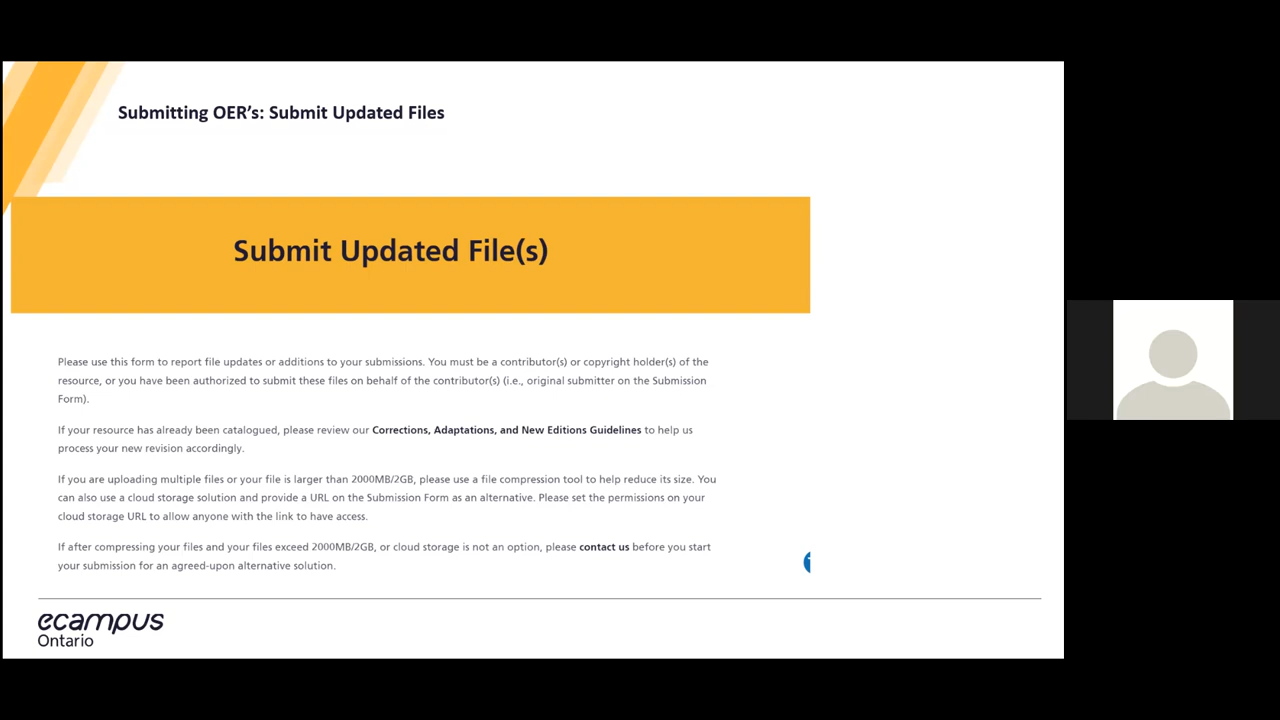 Submitting OER's: Submit Updated Files
Submit Updated File(s)
Please use this form to report file updates or additions to your submissions. You must be a contributor(s) or copyright holder(s) of the
resource, or you have been authorized to submit these files on behalf of the contributor(s) (i.e., original submitter on the Submission
Form).
If your resource has already been catalogued, please review our Corrections, Adaptations, and New Editions Guidelines to help us
process your new revision accordingly.
If you are uploading multiple files or your file is larger than 2000MB/2GB, please use a file compression tool to help reduce its size. You
can also use a cloud storage solution and provide a URL on the Submission Form as an alternative. Please set the permissions on your
cloud storage URL to allow anyone with the link to have access.
If after compressing your files and your files exceed 2000MB/2GB, or cloud storage is not an option, please contact us before you start
your submission for an agreed-upon alternative solution.
ecampus
Ontario